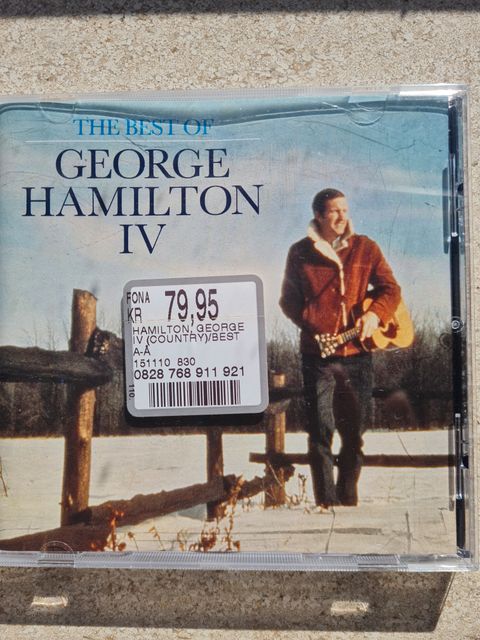 THE BEST OF
GEORGE
HAMILTON
IV
FONA
KR 79,95
HAMILTON, GEORGE
IV (COUNTRY)/BEST
A-Å
151110 830
0828 768 911 921
110.